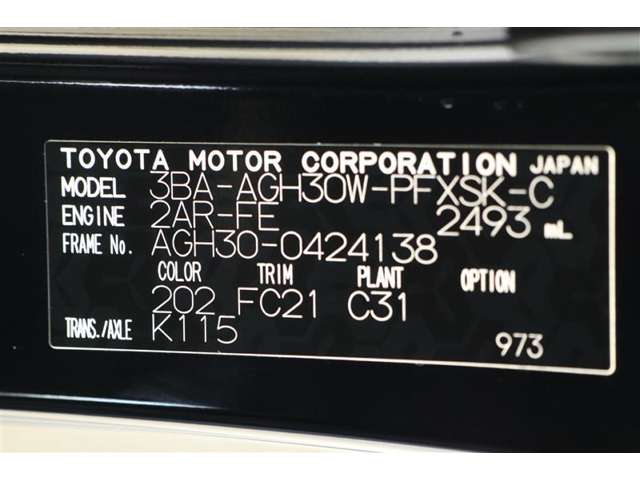 TOYOTA MOTOR CORPORATION JAPAN
MODEL 3BA-AGH30W-PFXSK-C
ENGINE 2AR-FE 2493 mL
FRAME No. AGH30-0424138
COLOR TRIM PLANT OPTION
202 FC21 C31
TRANS./AXLE K115
973